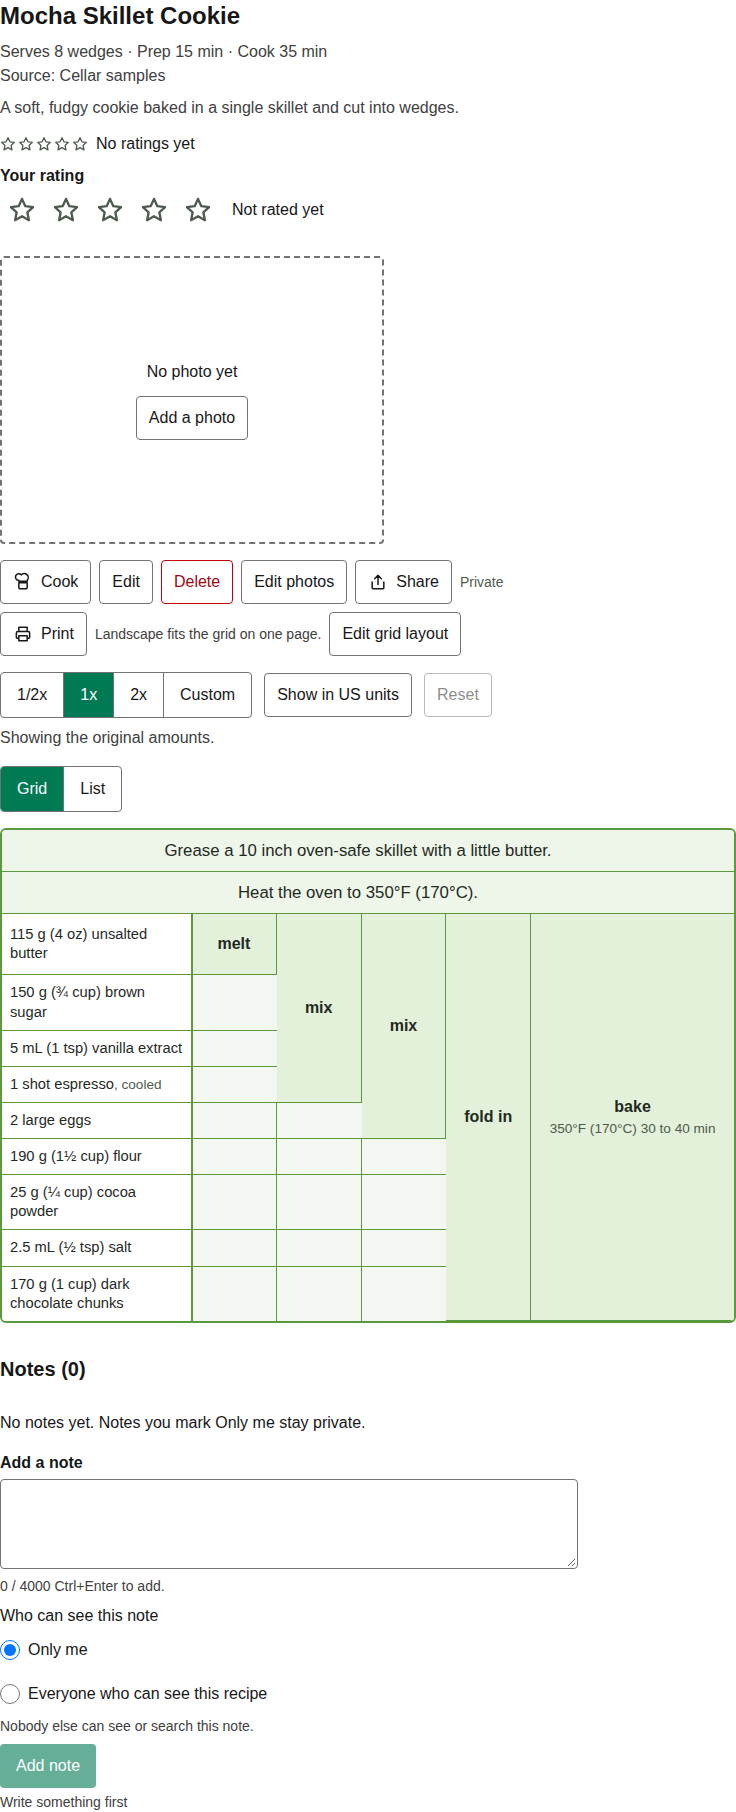 Mocha Skillet Cookie
Serves 8 wedges · Prep 15 min · Cook 35 min
Source: Cellar samples
A soft, fudgy cookie baked in a single skillet and cut into wedges.
No ratings yet
Your rating
Not rated yet
No photo yet
Add a photo
Cook Edit Delete Edit photos Share Private
Print Landscape fits the grid on one page. Edit grid layout
1/2x 1x 2x Custom Show in US units Reset
Showing the original amounts.
Grid List
Grease a 10 inch oven-safe skillet with a little butter.
Heat the oven to 350°F (170°C).
115 g (4 oz) unsalted
butter
melt
150 g (¾ cup) brown
sugar
mix
mix
5 mL (1 tsp) vanilla extract
1 shot espresso, cooled
2 large eggs
fold in
bake
350°F (170°C) 30 to 40 min
190 g (1½ cup) flour
25 g (¼ cup) cocoa
powder
2.5 mL (½ tsp) salt
170 g (1 cup) dark
chocolate chunks
Notes (0)
No notes yet. Notes you mark Only me stay private.
Add a note
0 / 4000 Ctrl+Enter to add.
Who can see this note
Only me
Everyone who can see this recipe
Nobody else can see or search this note.
Add note
Write something first